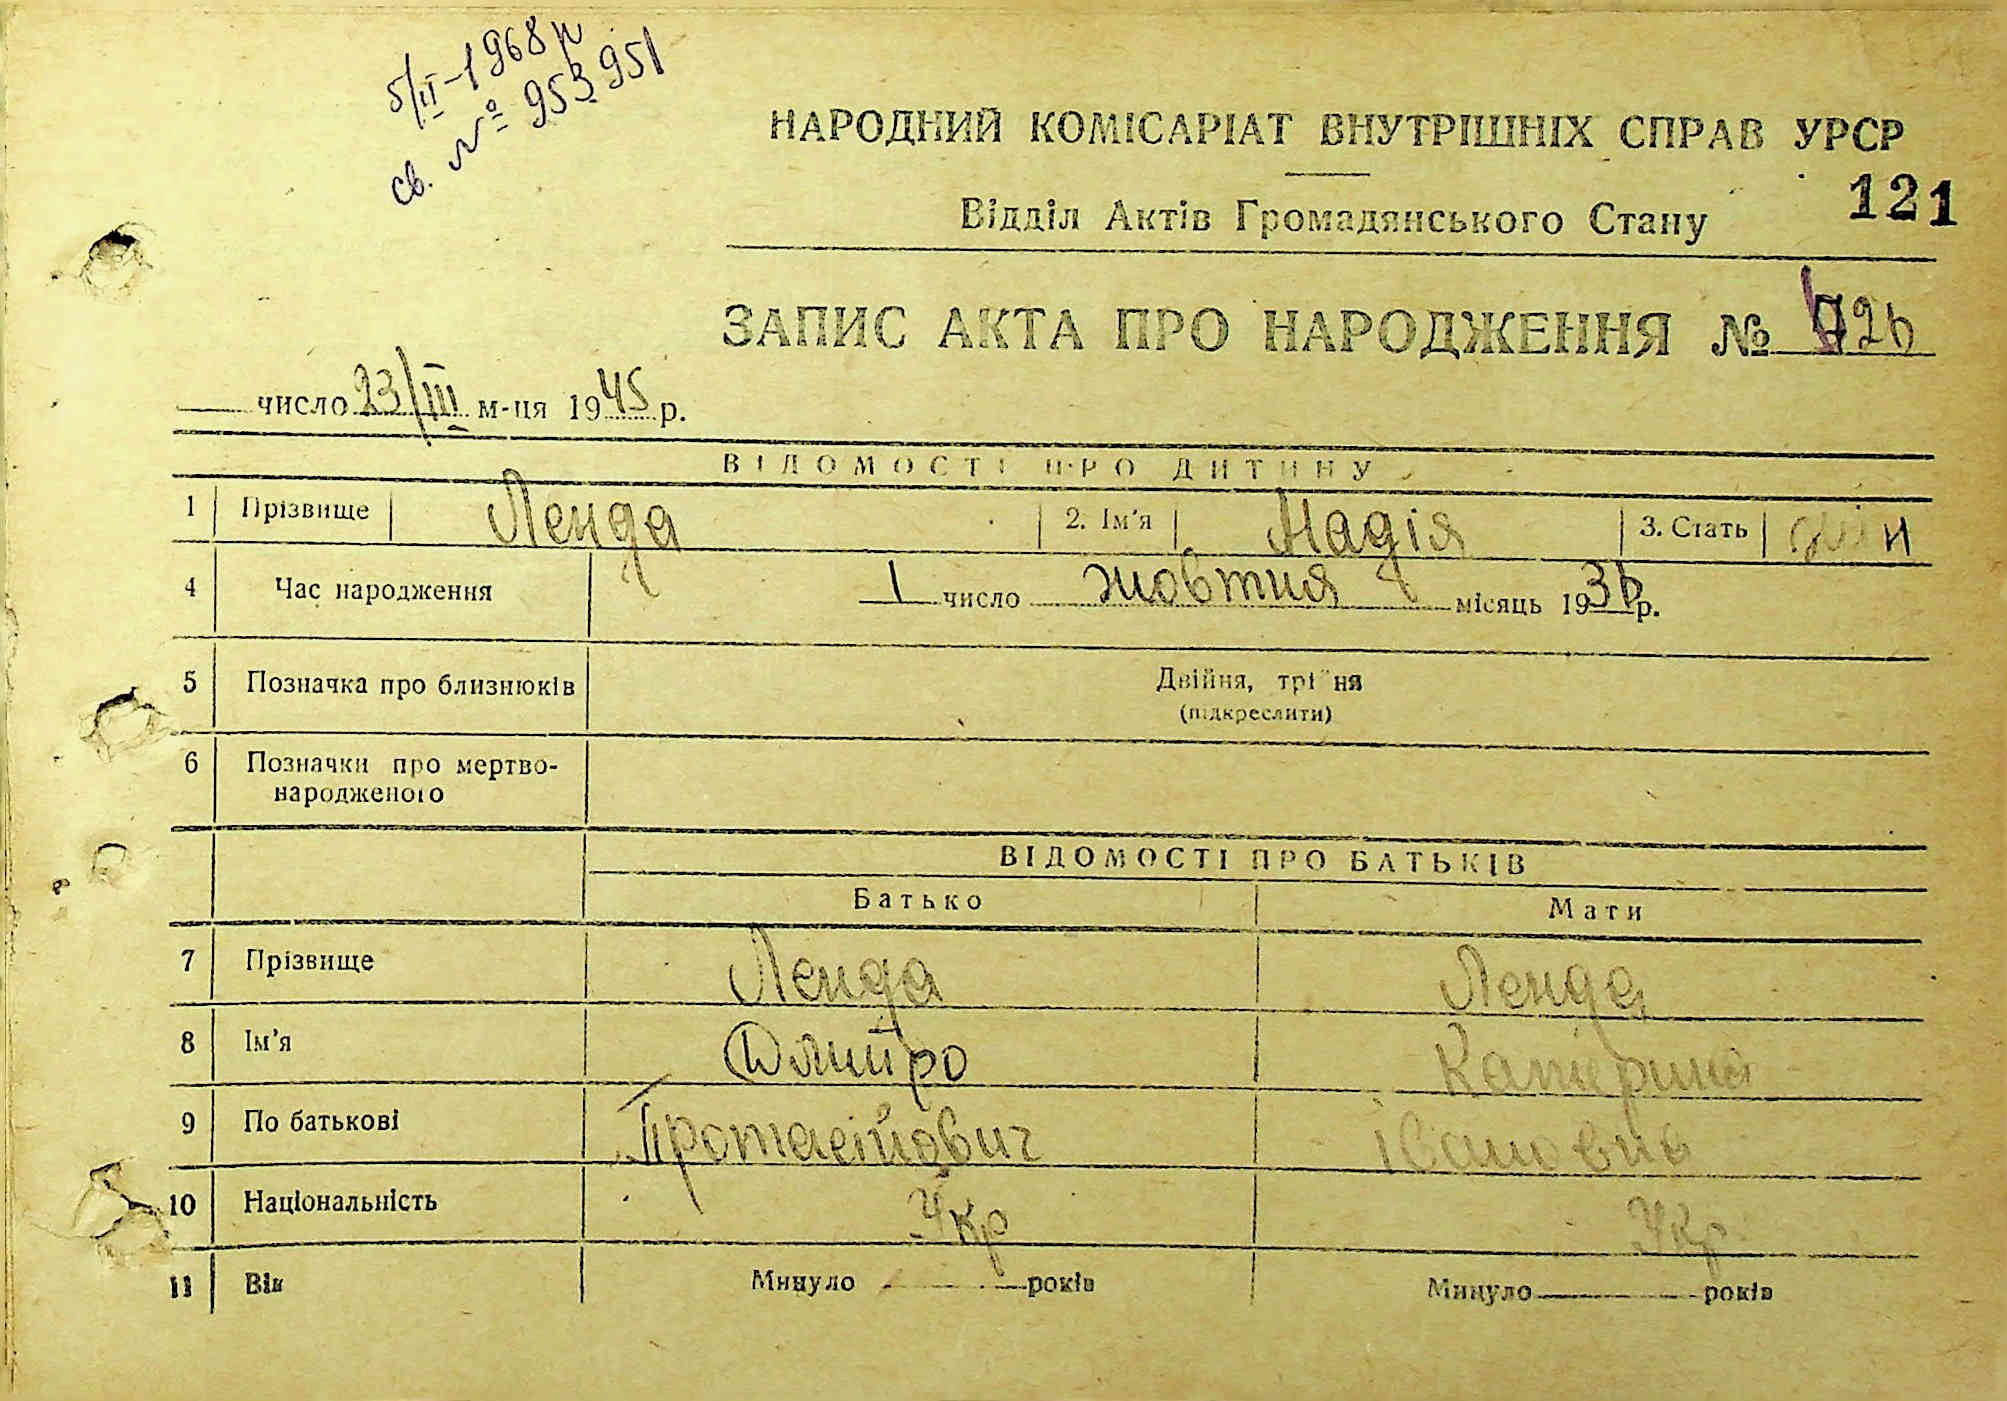 5/II-1968 р
св. № 953951
НАРОДНИЙ КОМІСАРІАТ ВНУТРІШНІХ СПРАВ УРСР
Відділ Актів Громадянського Стану
121
ЗАПИС АКТА ПРО НАРОДЖЕННЯ №
число 23/III м-ця 1945 р.
ВІДОМОСТІ ПРО ДИТИНУ
1 Прізвище Ленда 2. Ім'я Надія 3. Стать
4 Час народження 1 число жовтня місяць 1936 р.
5 Позначка про близнюків Двійня, трійня
(підкреслити)
6 Позначки про мертво-
народженого
ВІДОМОСТІ ПРО БАТЬКІВ
Батько Мати
7 Прізвище Ленда Ленда
8 Ім'я Дмитро Катерина
9 По батькові Протасійович Івановна
10 Національність Укр Укр
11 Вік Минуло років Минуло років